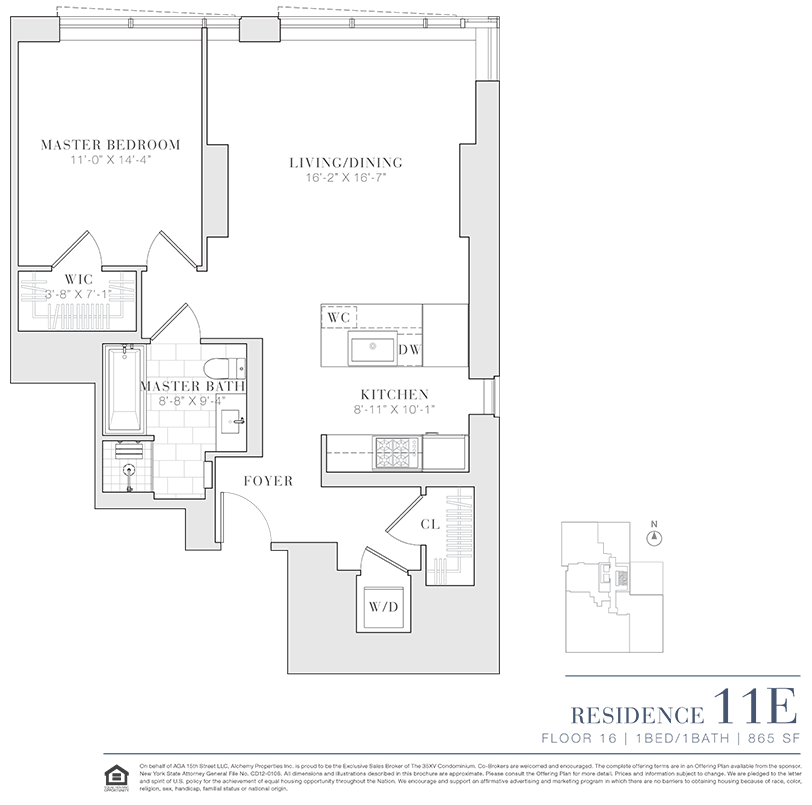 MASTER BEDROOM
11'-0" X 14'-4"
LIVING/DINING
16'-2" X 16'-7"
WIC
3'-8" X 7'-1"
WC
DW
MASTER BATH
8'-8" X 9'-4"
KITCHEN
8'-11" X 10'-1"
FOYER
CL
W/D
N
RESIDENCE 11E
FLOOR 16 | 1BED/1BATH | 865 SF
On behalf of AGA 15th Street LLC, Alchemy Properties Inc. is proud to be the Exclusive Sales Broker of The 35XV Condominium. Co-Brokers are welcomed and encouraged. The complete offering terms are in an Offering Plan available from the sponsor.
New York State Attorney General File No. CD12-0108. All dimensions and illustrations described in this brochure are approximate. Please consult the Offering Plan for more detail. Prices and information subject to change. We are pledged to the letter
and spirit of U.S. policy for the achievement of equal housing opportunity throughout the Nation. We encourage and support an affirmative advertising and marketing program in which there are no barriers to obtaining housing because of race, color,
religion, sex, handicap, familial status or national origin.